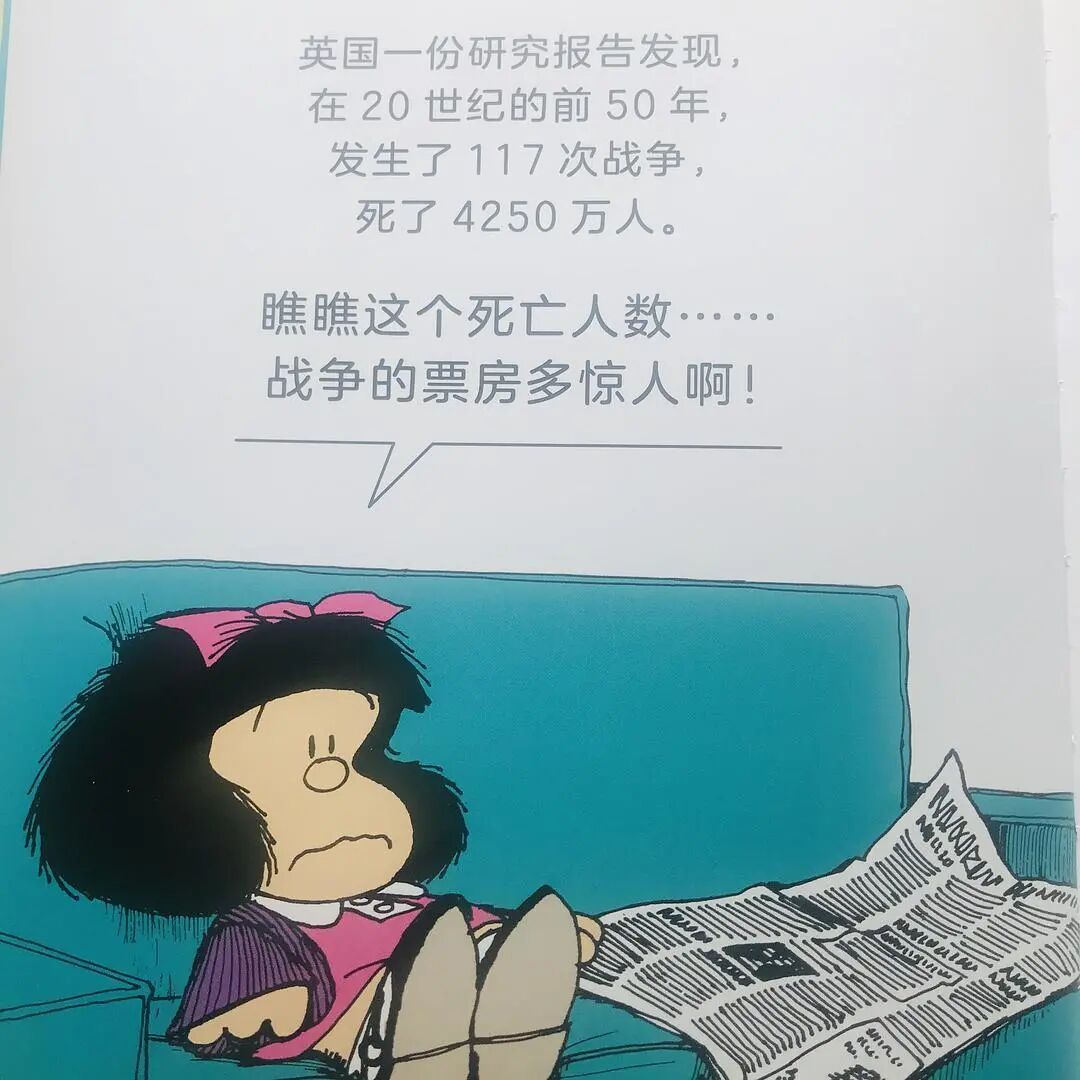 英国一份研究报告发现，
在 20 世纪的前 50 年，
发生了 117 次战争，
死了 4250 万人。
瞧瞧这个死亡人数……
战争的票房多惊人啊！